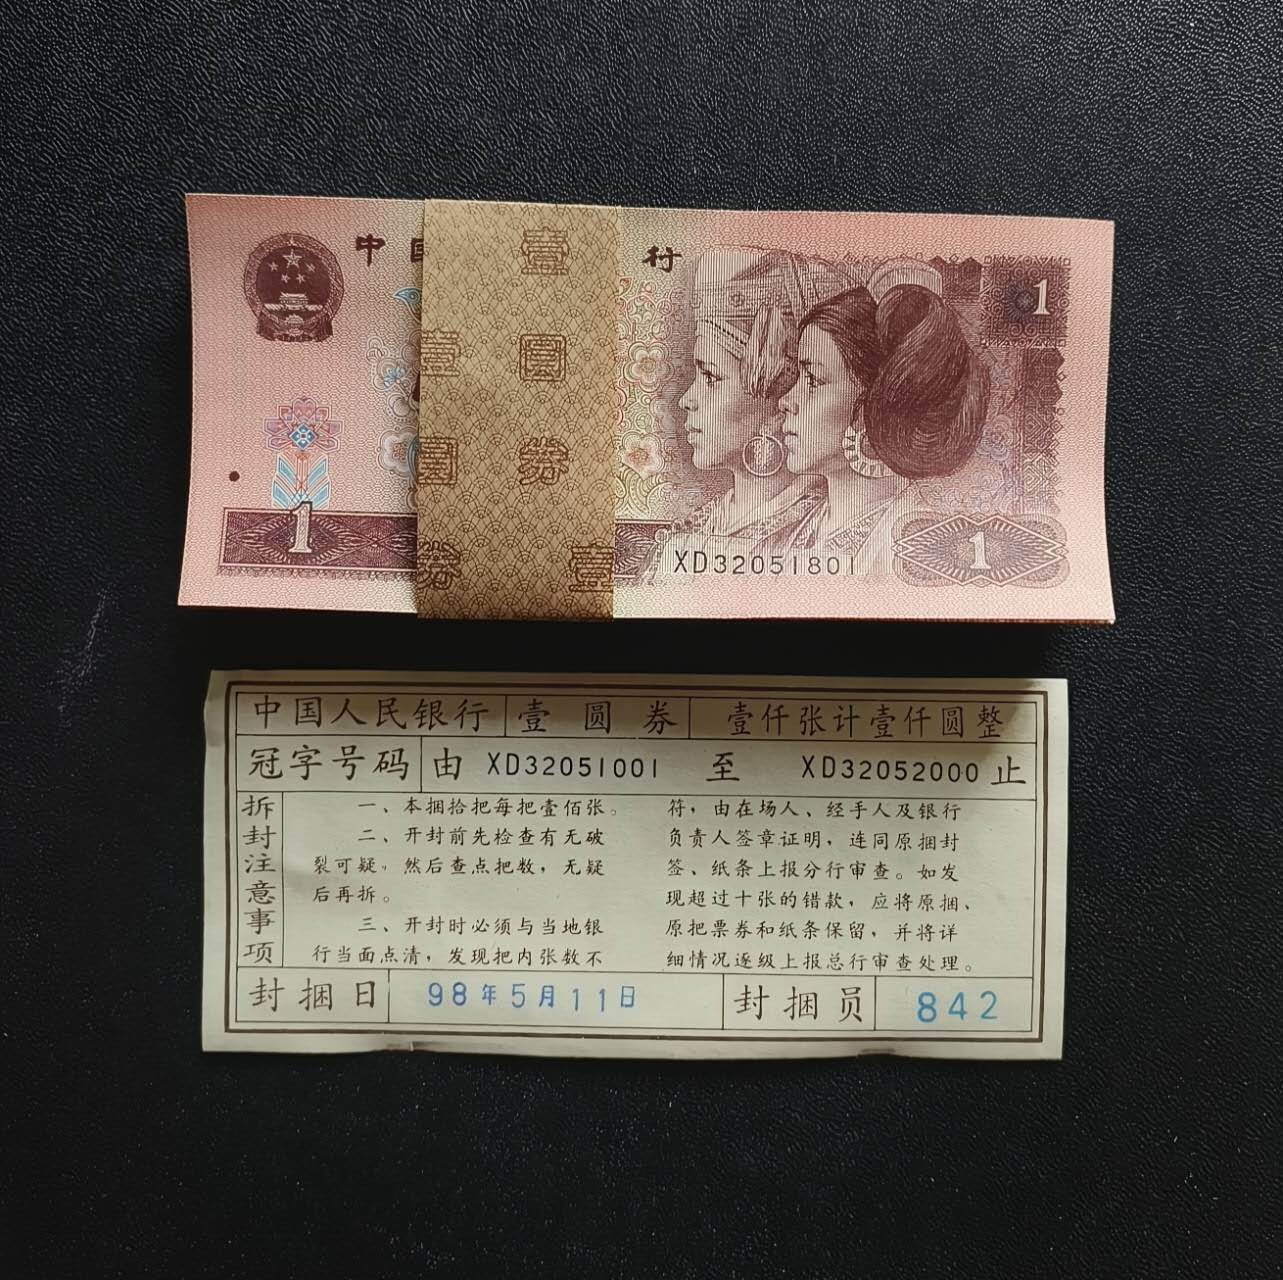 中国
行
1
壹
圆
券
壹
圆
券
壹
1
XD32051801
1
中国人民银行 壹圆券 壹仟张计壹仟圆整
冠字号码 由 XD32051001 至 XD32052000 止
拆封注意事项
一、本捆拾把每把壹佰张。
二、开封前先检查有无破
裂可疑。然后查点把数，无疑
后再拆。
三、开封时必须与当地银
行当面点清，发现把内张数不
符，由在场人、经手人及银行
负责人签章证明，连同原捆封
签、纸条上报分行审查。如发
现超过十张的错款，应将原捆、
原把票券和纸条保留，并将详
细情况逐级上报总行审查处理。
封捆日 98年5月11日 封捆员 842